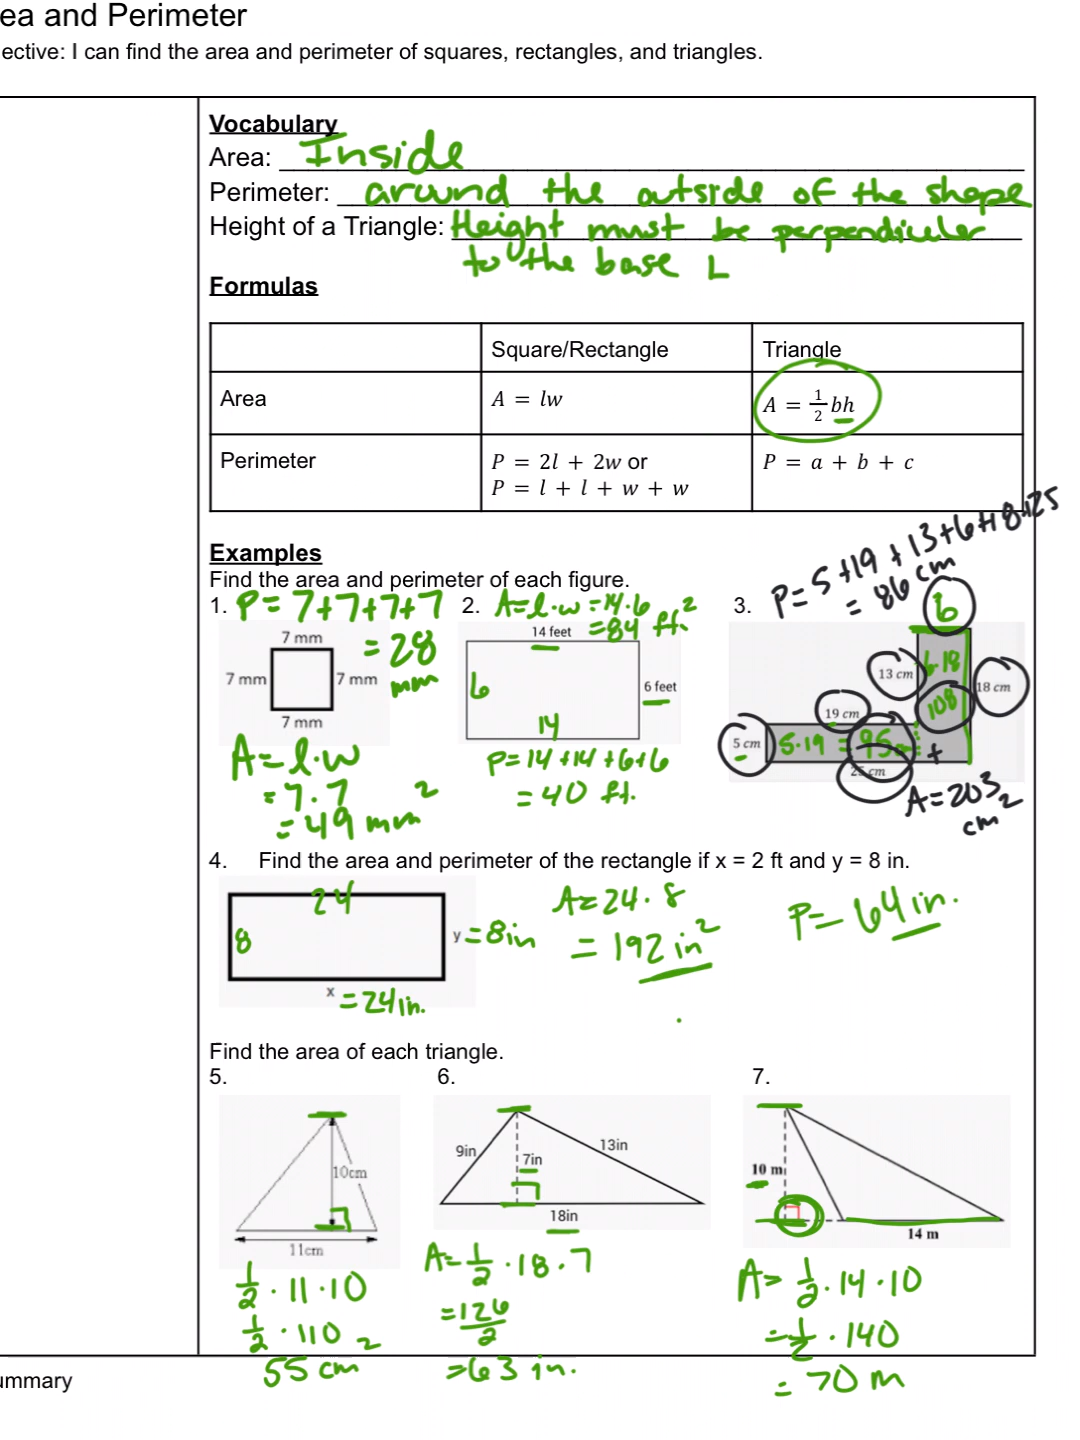 ea and Perimeter
ective: I can find the area and perimeter of squares, rectangles, and triangles.
Vocabulary
Area: Inside
Perimeter: around the outside of the shape
Height of a Triangle: Height must be perpendiculer
to the base L
Formulas
Square/Rectangle Triangle
Area A = lw A = 1/2 bh
Perimeter P = 2l + 2w or P = a + b + c
P = l + l + w + w
Examples
Find the area and perimeter of each figure.
1. P = 7+7+7+7
= 28
mm
7 mm
7 mm 7 mm
7 mm
A = l·w
= 7·7
= 49 mm²
2. A = l·w = 14·6
= 84 ft²
14 feet
6
6 feet
14
P = 14+14+6+6
= 40 ft.
3. P = 5+19+13+6+18+25
= 86 cm
6
13 cm
6·18
108
18 cm
19 cm
5 cm
5·19 = 95
+
25 cm
A = 203
cm²
4. Find the area and perimeter of the rectangle if x = 2 ft and y = 8 in.
24
8
y = 8in
x = 24in.
A = 24·8
= 192 in²
P = 64 in.
Find the area of each triangle.
5.
10cm
11cm
1/2 · 11 · 10
1/2 · 110
55 cm²
6.
9in
7in
13in
18in
A = 1/2 · 18 · 7
= 126/2
= 63 in.
7.
10 m
14 m
A = 1/2 · 14 · 10
= 1/2 · 140
= 70 m
ummary